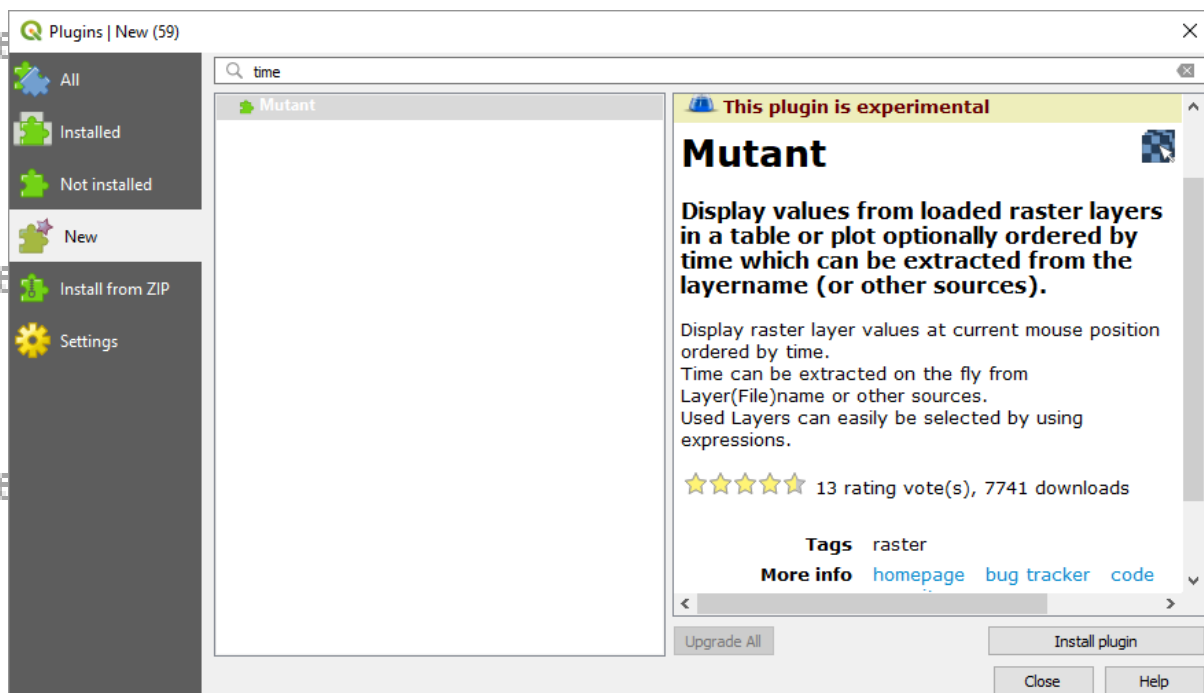 Plugins | New (59)
All
Installed
Not installed
New
Install from ZIP
Settings
time
Mutant
This plugin is experimental
Mutant
Display values from loaded raster layers
in a table or plot optionally ordered by
time which can be extracted from the
layername (or other sources).
Display raster layer values at current mouse position
ordered by time.
Time can be extracted on the fly from
Layer(File)name or other sources.
Used Layers can easily be selected by using
expressions.
13 rating vote(s), 7741 downloads
Tags raster
More info homepage bug tracker code
Upgrade All
Install plugin
Close
Help